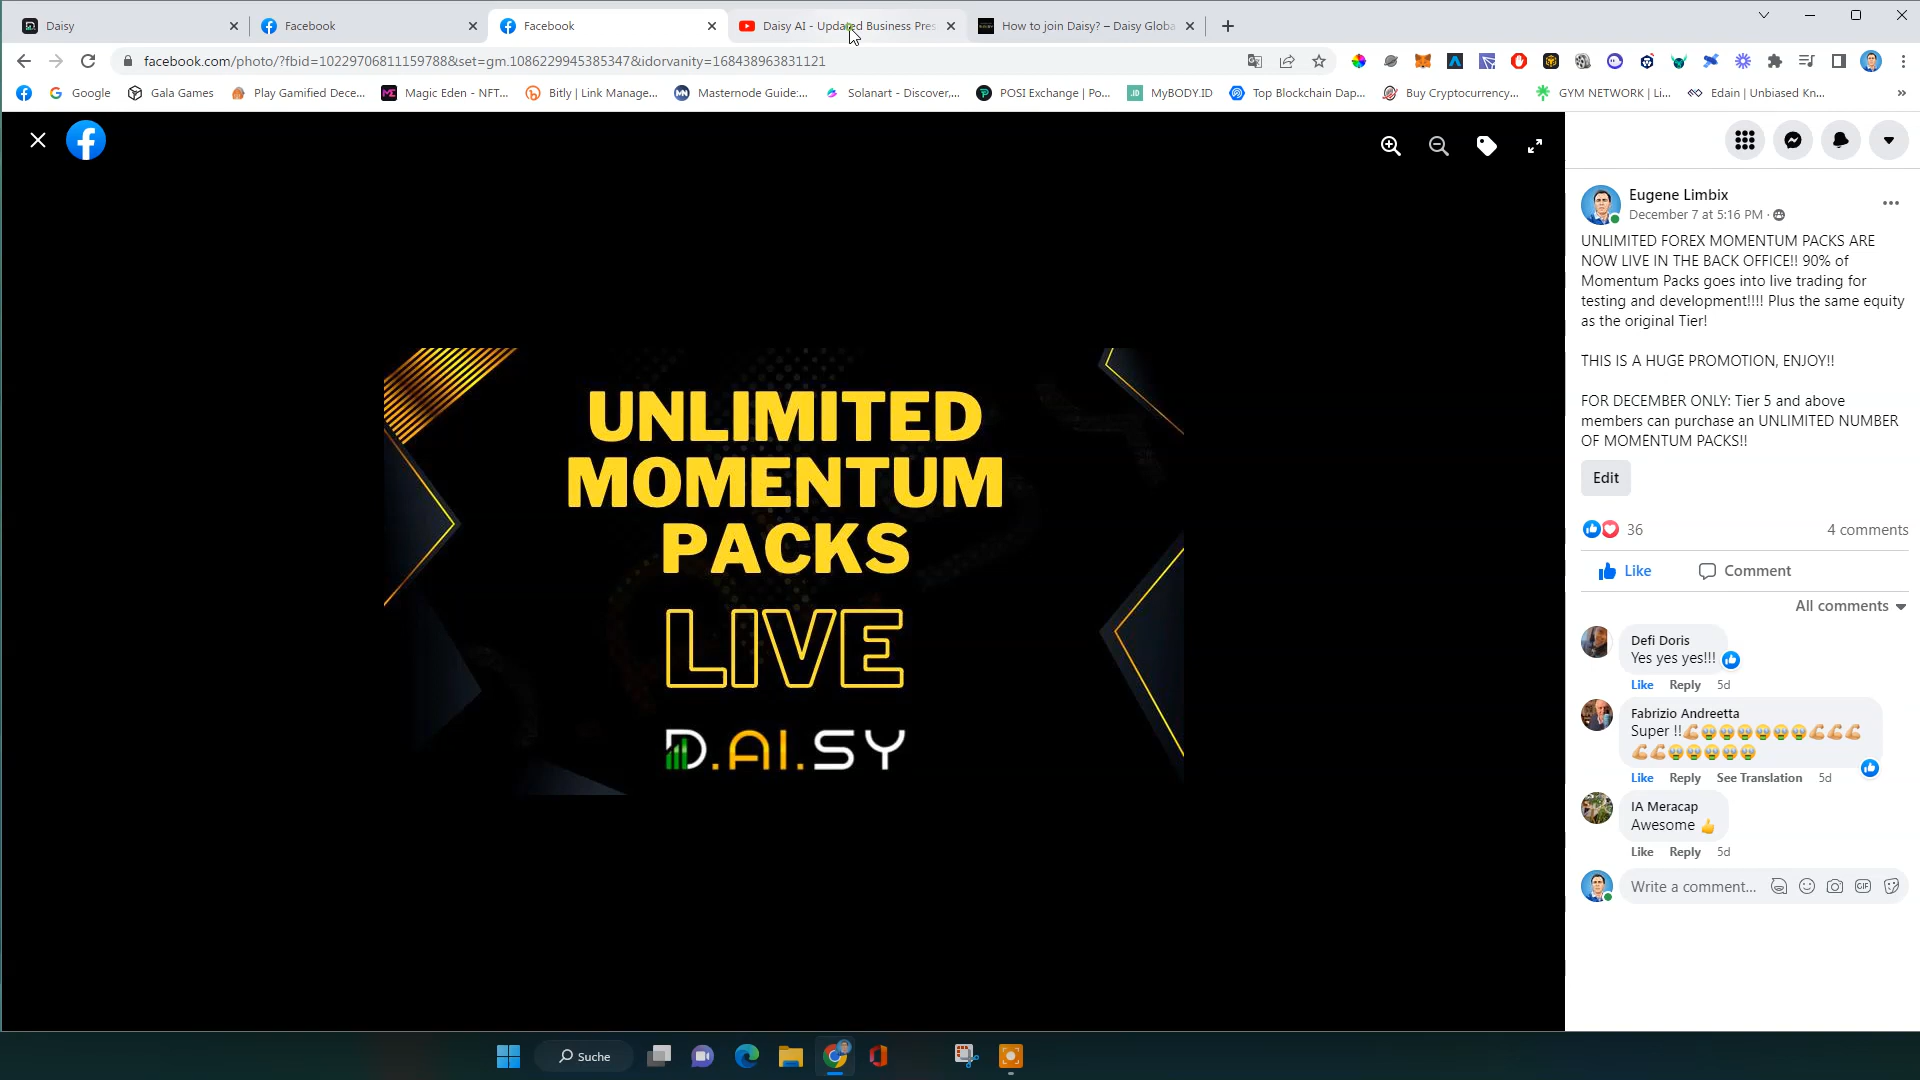 Daisy
Facebook
Facebook
Daisy AI - Updated Business Pres
How to join Daisy? – Daisy Globa
facebook.com/photo/?fbid=10229706811159788&set=gm.1086229945385347&idorvanity=168438963831121
Google
Gala Games
Play Gamified Dece...
Magic Eden - NFT...
Bitly | Link Manage...
Masternode Guide:...
Solanart - Discover,...
POSI Exchange | Po...
MyBODY.ID
Top Blockchain Dap...
Buy Cryptocurrency...
GYM NETWORK | Li...
Edain | Unbiased Kn...
UNLIMITED
MOMENTUM
PACKS
LIVE
D.AI.SY
Eugene Limbix
December 7 at 5:16 PM ·
UNLIMITED FOREX MOMENTUM PACKS ARE
NOW LIVE IN THE BACK OFFICE!! 90% of
Momentum Packs goes into live trading for
testing and development!!!! Plus the same equity
as the original Tier!
THIS IS A HUGE PROMOTION, ENJOY!!
FOR DECEMBER ONLY: Tier 5 and above
members can purchase an UNLIMITED NUMBER
OF MOMENTUM PACKS!!
Edit
36
4 comments
Like
Comment
All comments
Defi Doris
Yes yes yes!!!
Like Reply 5d
Fabrizio Andreetta
Super !!💪🤑🤑🤑🤑🤑🤑💪💪💪
💪💪🤑🤑🤑🤑🤑
Like Reply See Translation 5d
IA Meracap
Awesome 👍
Like Reply 5d
Write a comment...
GIF
Suche